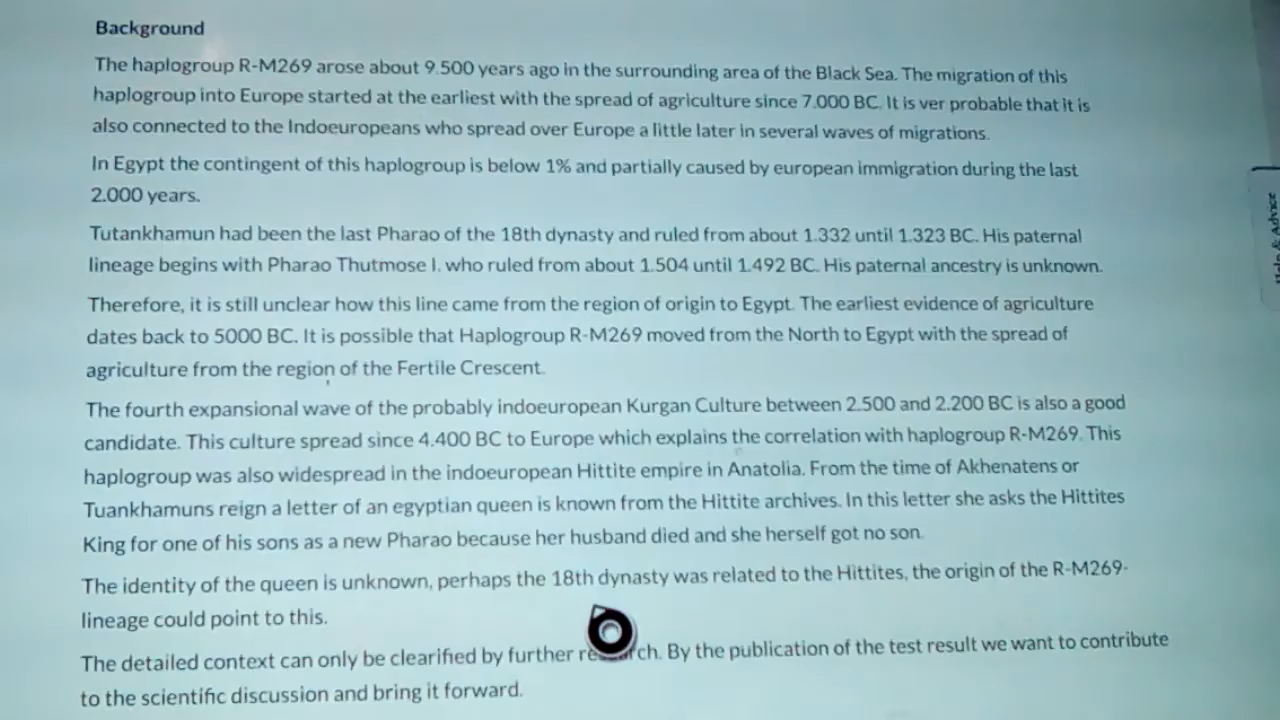 Background
The haplogroup R-M269 arose about 9.500 years ago in the surrounding area of the Black Sea. The migration of this
haplogroup into Europe started at the earliest with the spread of agriculture since 7.000 BC. It is ver probable that it is
also connected to the Indoeuropeans who spread over Europe a little later in several waves of migrations.
In Egypt the contingent of this haplogroup is below 1% and partially caused by european immigration during the last
2.000 years.
Tutankhamun had been the last Pharao of the 18th dynasty and ruled from about 1.332 until 1.323 BC. His paternal
lineage begins with Pharao Thutmose I. who ruled from about 1.504 until 1.492 BC. His paternal ancestry is unknown.
Therefore, it is still unclear how this line came from the region of origin to Egypt. The earliest evidence of agriculture
dates back to 5000 BC. It is possible that Haplogroup R-M269 moved from the North to Egypt with the spread of
agriculture from the region of the Fertile Crescent.
The fourth expansional wave of the probably indoeuropean Kurgan Culture between 2.500 and 2.200 BC is also a good
candidate. This culture spread since 4.400 BC to Europe which explains the correlation with haplogroup R-M269. This
haplogroup was also widespread in the indoeuropean Hittite empire in Anatolia. From the time of Akhenatens or
Tuankhamuns reign a letter of an egyptian queen is known from the Hittite archives. In this letter she asks the Hittites
King for one of his sons as a new Pharao because her husband died and she herself got no son.
The identity of the queen is unknown, perhaps the 18th dynasty was related to the Hittites, the origin of the R-M269-
lineage could point to this.
The detailed context can only be clearified by further research. By the publication of the test result we want to contribute
to the scientific discussion and bring it forward.